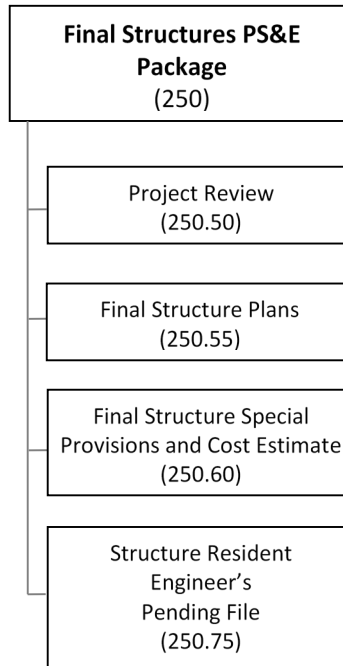 Final Structures PS&E
Package
(250)
Project Review
(250.50)
Final Structure Plans
(250.55)
Final Structure Special
Provisions and Cost Estimate
(250.60)
Structure Resident
Engineer’s
Pending File
(250.75)